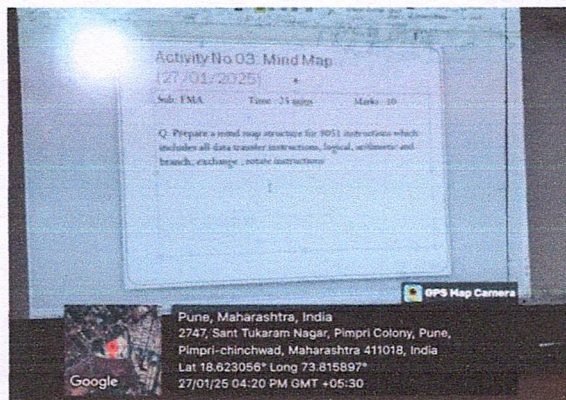 Activity No 03: Mind Map
(27/01/2025)
Sub: EMA Time: 25 mins Marks: 10
Q. Prepare a mind map structure for 8051 instructions which
includes all data transfer instructions, logical, arithmetic and
branch, exchange , rotate instructions
GPS Map Camera
Pune, Maharashtra, India
2747, Sant Tukaram Nagar, Pimpri Colony, Pune,
Pimpri-chinchwad, Maharashtra 411018, India
Lat 18.623056° Long 73.815897°
27/01/25 04:20 PM GMT +05:30
Google